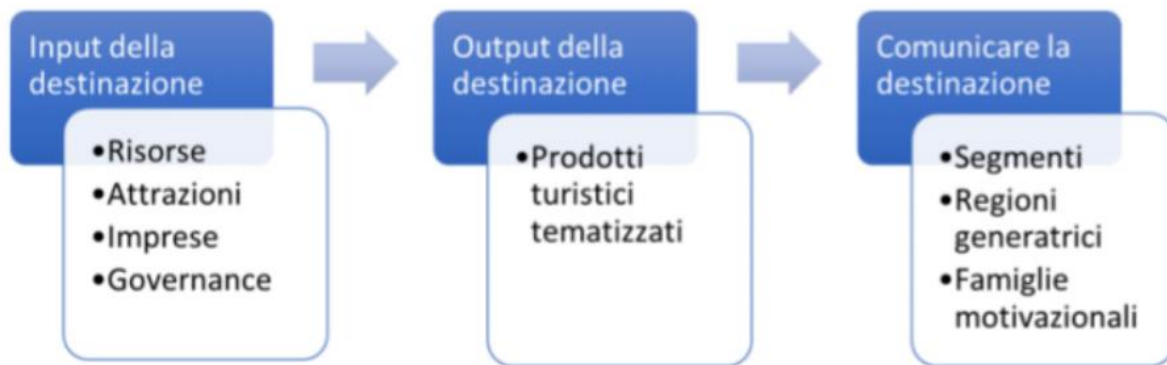 Input della
destinazione
•Risorse
•Attrazioni
•Imprese
•Governance
Output della
destinazione
•Prodotti
turistici
tematizzati
Comunicare la
destinazione
•Segmenti
•Regioni
generatrici
•Famiglie
motivazionali